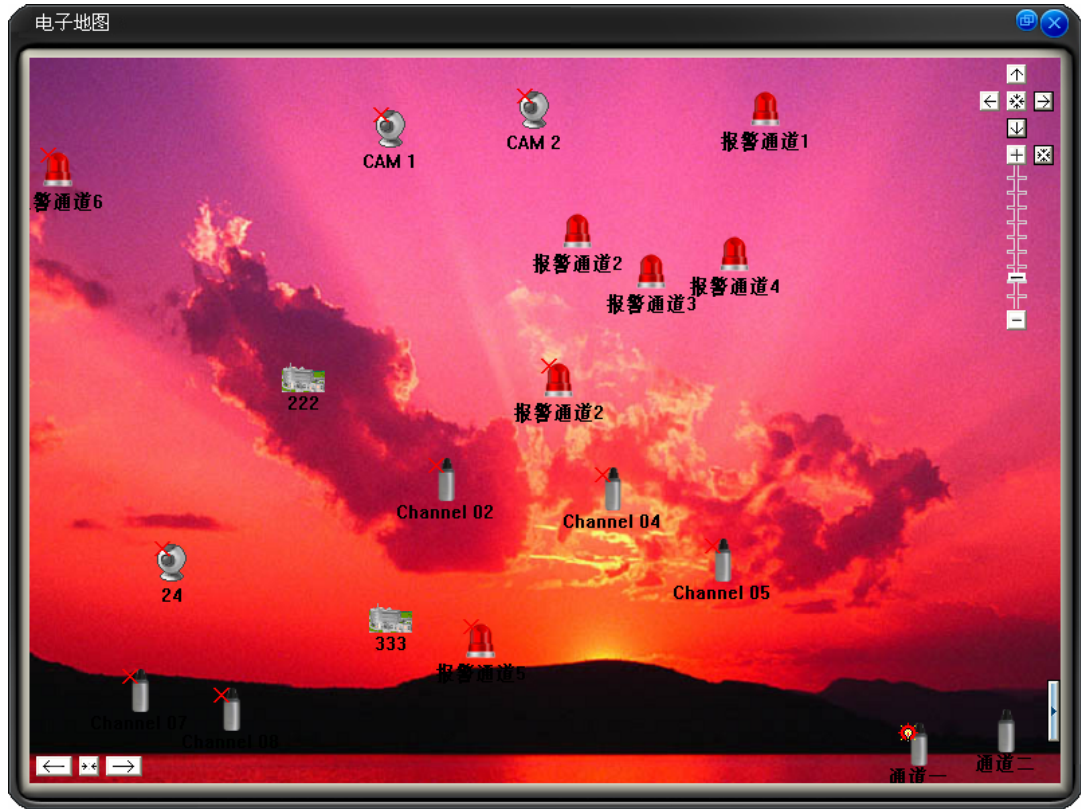 电子地图
CAM 1
CAM 2
报警通道1
警通道6
报警通道2
报警通道3
报警通道4
222
报警通道2
Channel 02
Channel 04
Channel 05
24
333
报警通道5
Channel 07
Channel 08
通道一
通道二